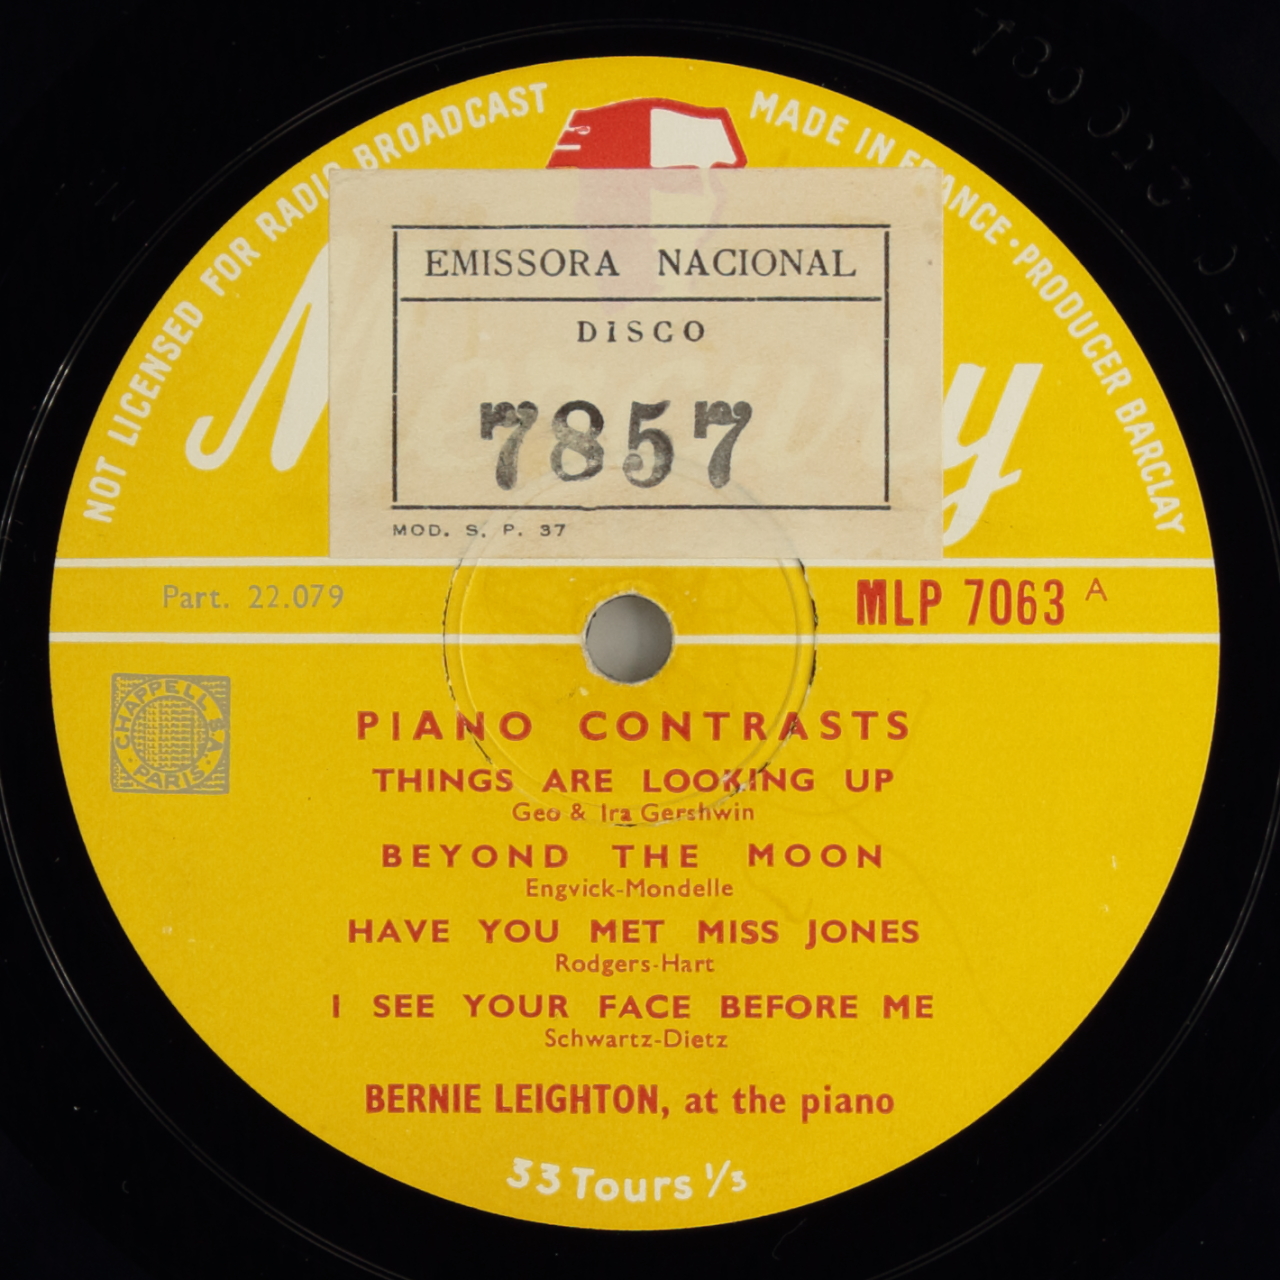 NOT LICENSED FOR RADIO BROADCAST
MADE IN FRANCE · PRODUCER BARCLAY
EMISSORA NACIONAL
DISCO
7857
MOD. S. P. 37
Mercury
Part. 22.079
MLP 7063 A
CHAPPELL S.A.
PARIS
PIANO CONTRASTS
THINGS ARE LOOKING UP
Geo & Ira Gershwin
BEYOND THE MOON
Engvick-Mondelle
HAVE YOU MET MISS JONES
Rodgers-Hart
I SEE YOUR FACE BEFORE ME
Schwartz-Dietz
BERNIE LEIGHTON, at the piano
33 Tours 1/3